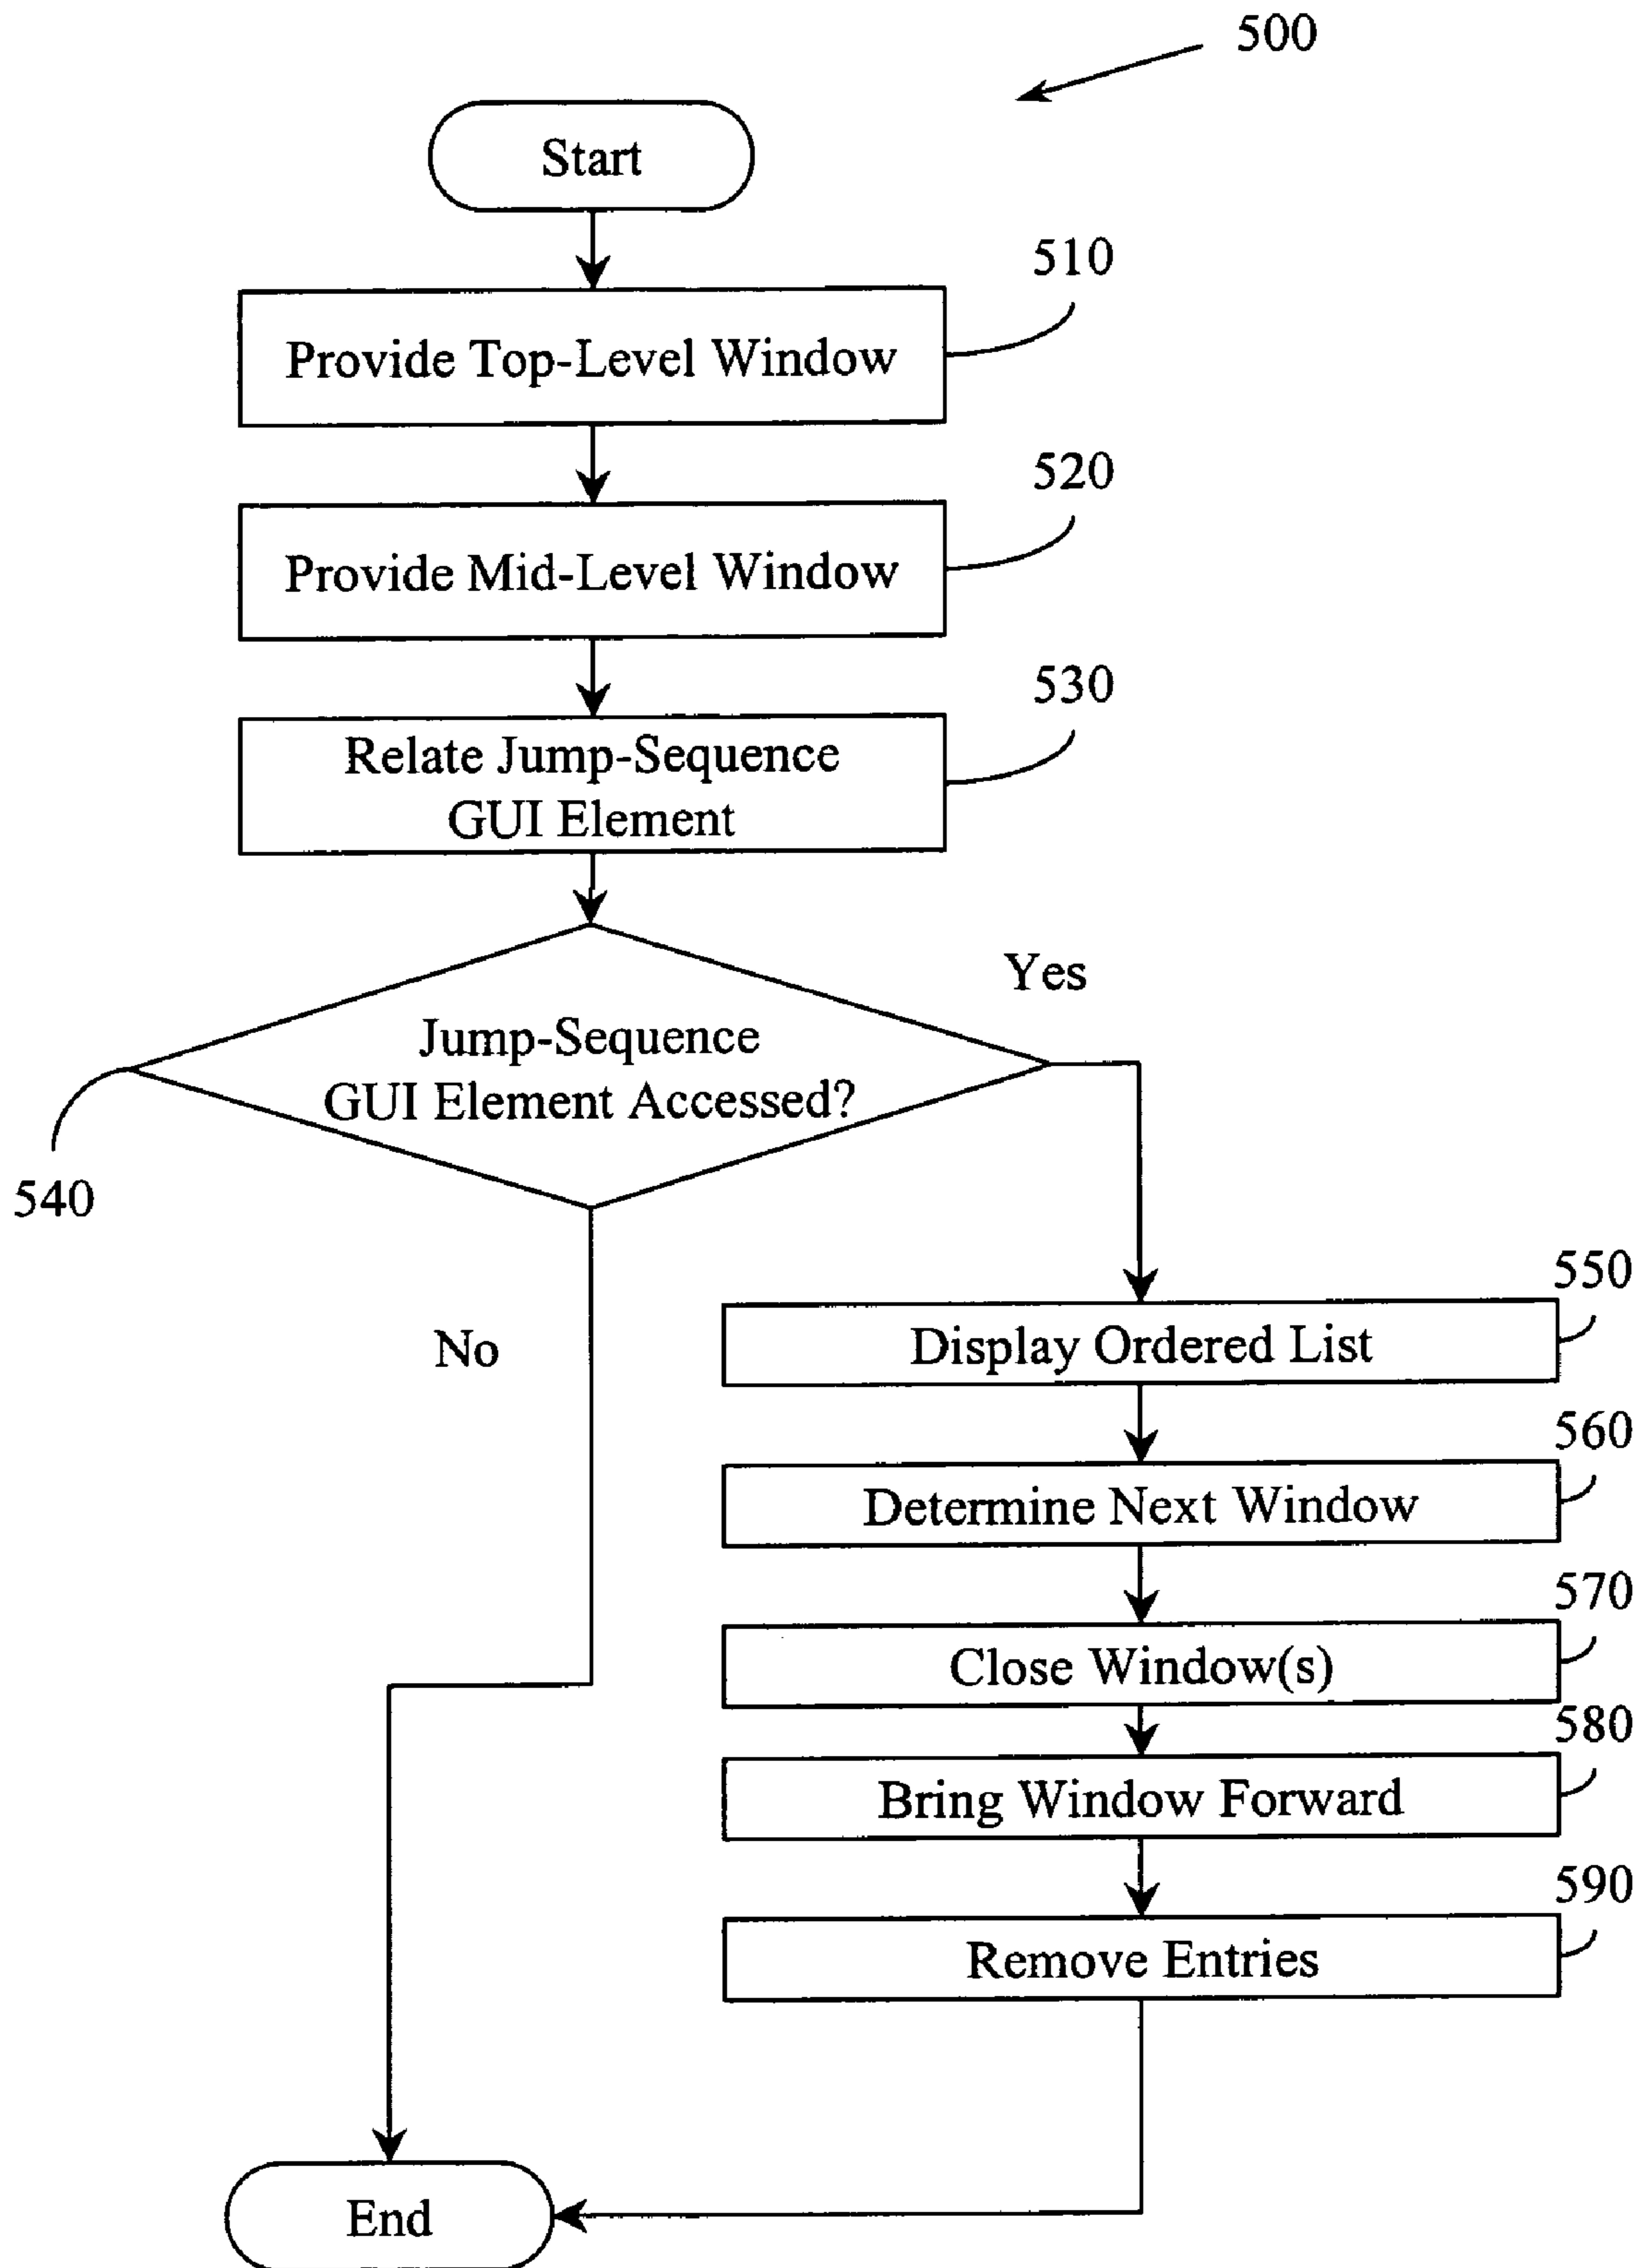 500
Start
510
Provide Top-Level Window
520
Provide Mid-Level Window
530
Relate Jump-Sequence
GUI Element
Yes
Jump-Sequence
GUI Element Accessed?
540
550
No
Display Ordered List
560
Determine Next Window
570
Close Window(s)
580
Bring Window Forward
590
Remove Entries
End